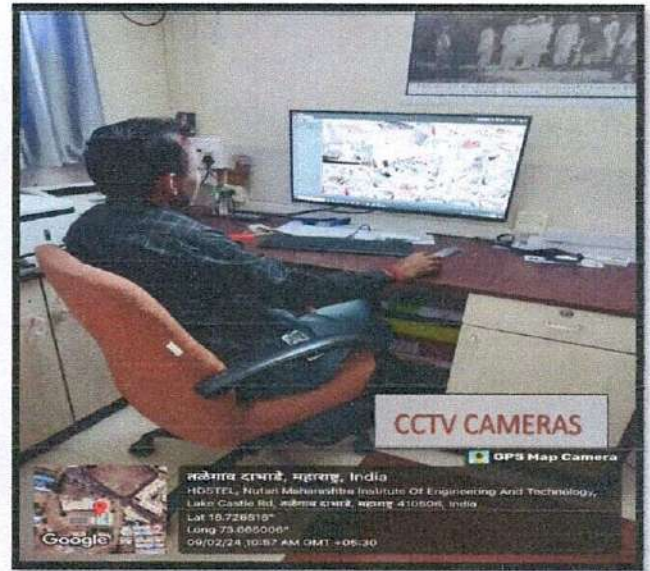 CCTV CAMERAS
GPS Map Camera
तळेगाव दाभाडे, महाराष्ट्र, India
HOSTEL, Nutan Maharashtra Institute Of Engineering And Technology,
Lake Castle Rd, तळेगाव दाभाडे, महाराष्ट्र 410506, India
Lat 18.728515°
Long 73.665006°
09/02/24 10:57 AM GMT +05:30
Google